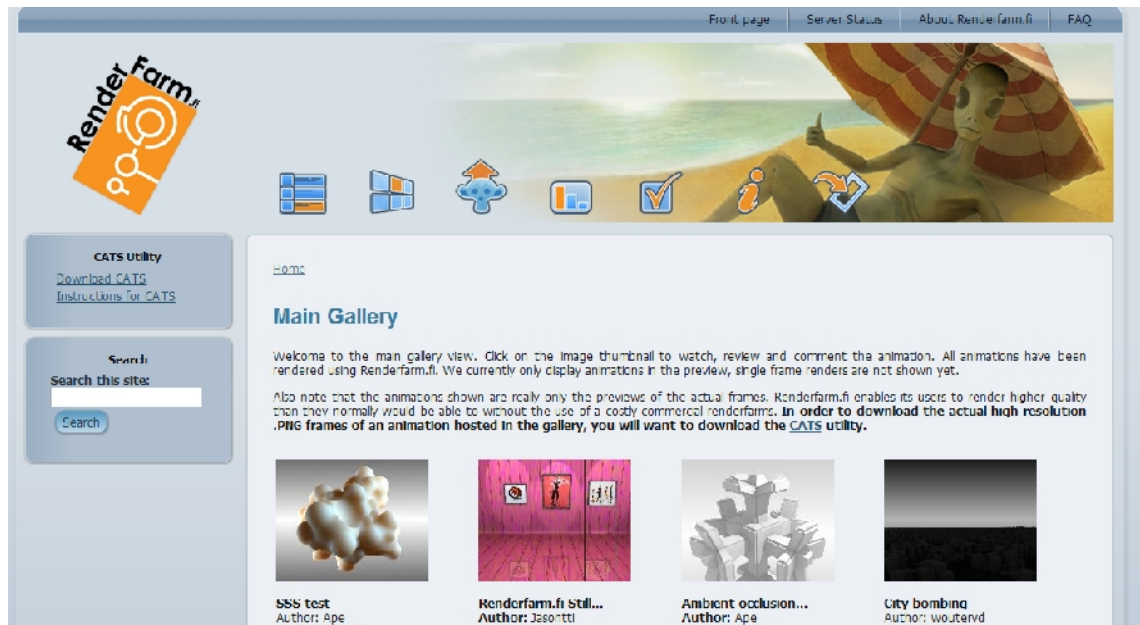 Front page
Server Status
About Renderfarm.fi
FAQ
Render Farm.fi
CATS Utility
Download CATS
Instructions for CATS
Search
Search this site:
Search
Home
Main Gallery
Welcome to the main gallery view. Click on the image thumbnail to watch, review and comment the animation. All animations have been
rendered using Renderfarm.fi. We currently only display animations in the preview, single frame renders are not shown yet.
Also note that the animations shown are really only the previews of the actual frames. Renderfarm.fi enables its users to render higher quality
than they normally would be able to without the use of a costly commercial renderfarms. In order to download the actual high resolution
.PNG frames of an animation hosted in the gallery, you will want to download the CATS utility.
SSS test
Author: Ape
Renderfarm.fi Still...
Author: Jasontti
Ambient occlusion...
Author: Ape
City bombing
Author: woutervd